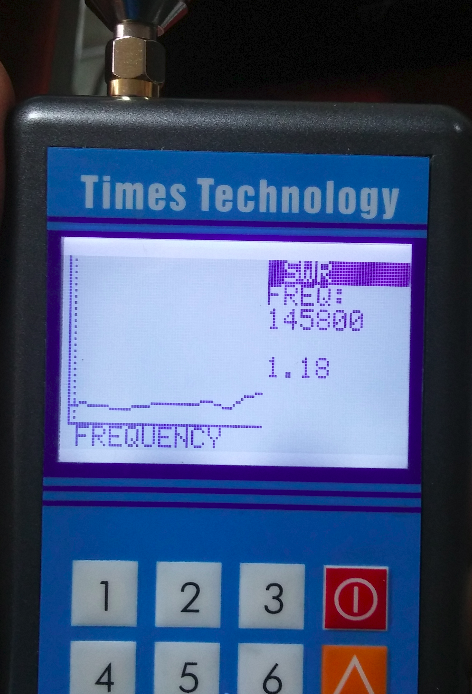 Times Technology
SWR
FREQ:
145800
1.18
FREQUENCY
1 2 3
4 5 6